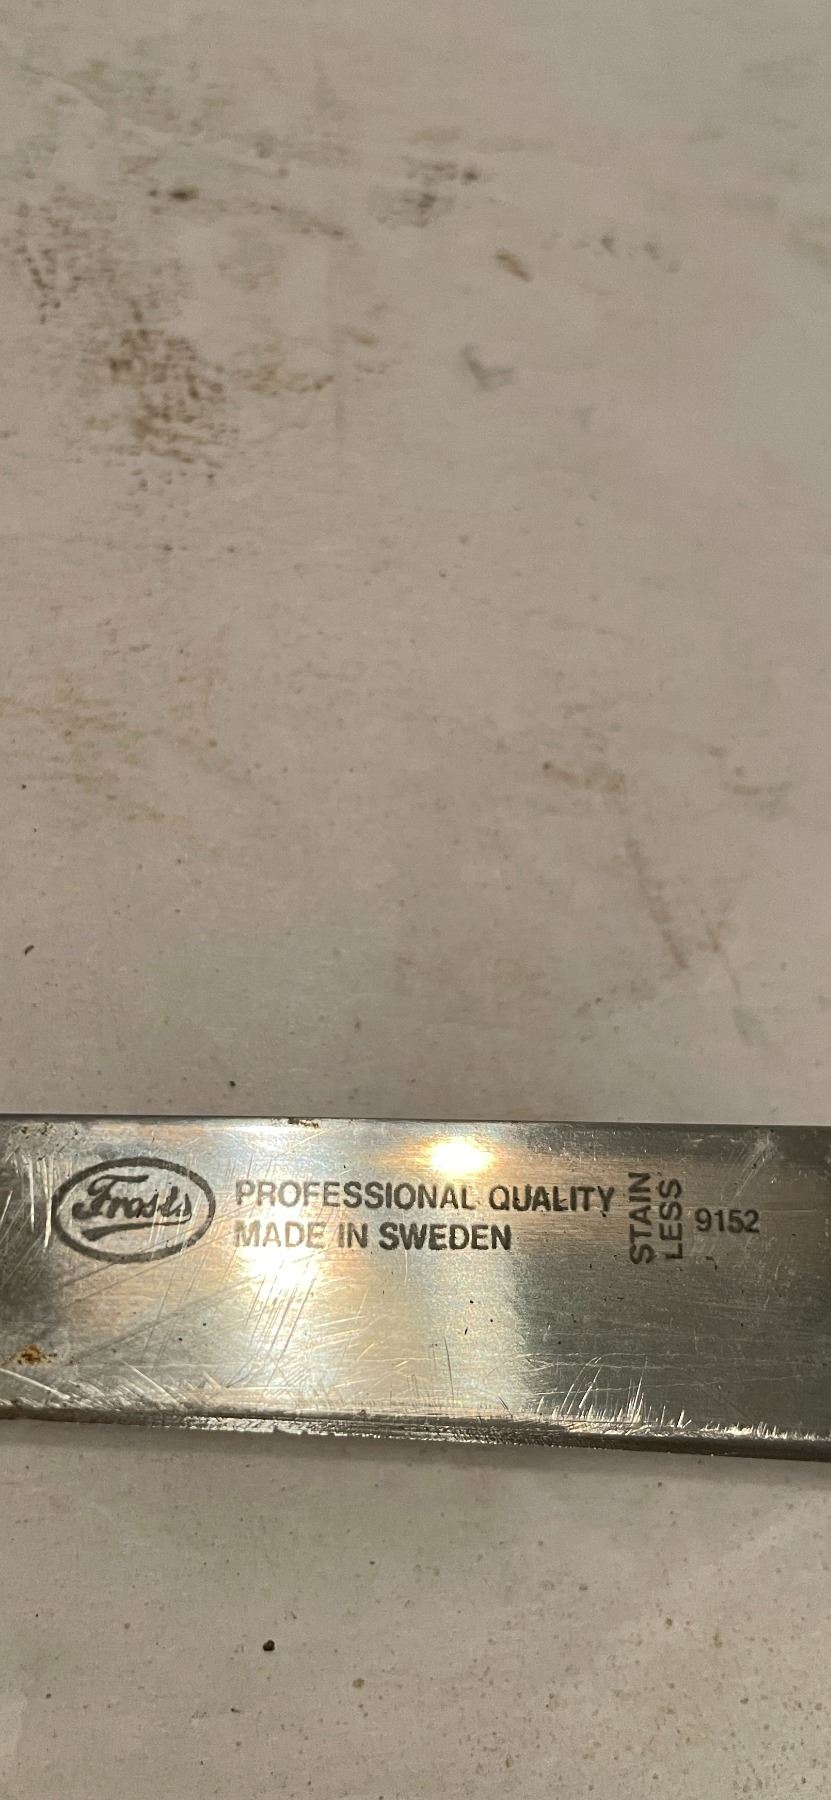 Frosts
PROFESSIONAL QUALITY
MADE IN SWEDEN
STAIN
LESS
9152